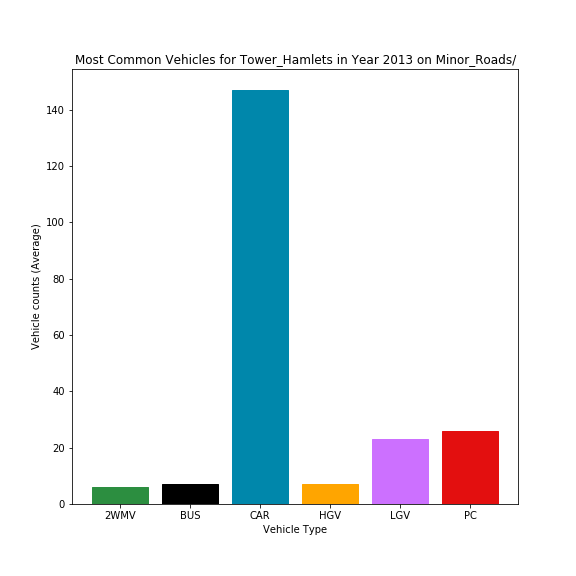 Most Common Vehicles for Tower_Hamlets in Year 2013 on Minor_Roads/
Vehicle counts (Average)
140
120
100
80
60
40
20
0
2WMV BUS CAR HGV LGV PC
Vehicle Type